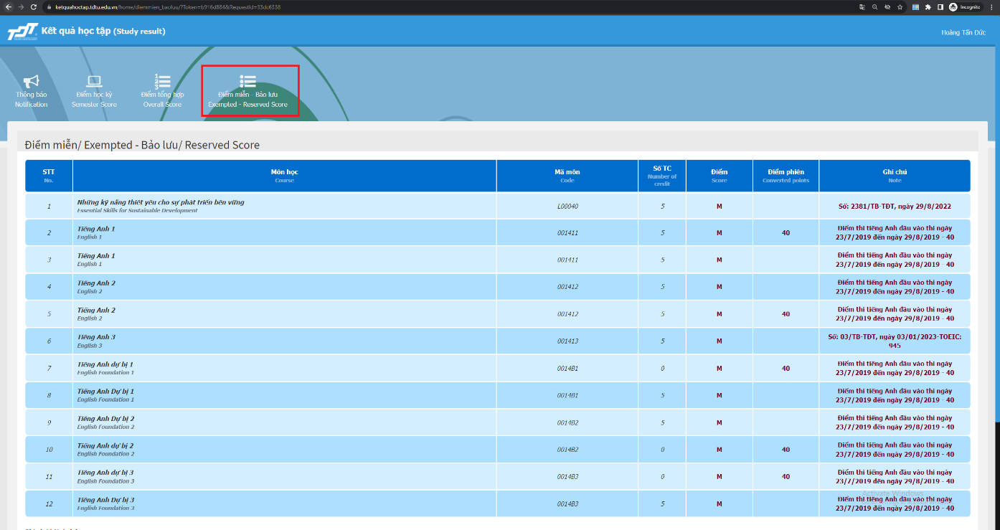 ketquahoctap.tdtu.edu.vn/home/diemmien_baoluu/?Token=b916d884&RequestId=33dc6338
Incognito
TDT Kết quả học tập (Study result)
Hoàng Tấn Dức
Thông báo
Notification
Điểm học kỳ
Semester Score
Điểm tổng hợp
Overall Score
Điểm miễn - Bảo lưu
Exempted - Reserved Score
Điểm miễn/ Exempted - Bảo lưu/ Reserved Score
STT Môn học Mã môn Số TC Điểm Điểm phiên Ghi chú
No. Course Code Number of credit Score Converted points Note
1 Những kỹ năng thiết yếu cho sự phát triển bền vững L00040 5 M Số: 2381/TB-TĐT, ngày 29/8/2022
Essential Skills for Sustainable Development
2 Tiếng Anh 1 001411 5 M 40 Điểm thi tiếng Anh đầu vào thi ngày
English 1 23/7/2019 đến ngày 29/8/2019 - 40
3 Tiếng Anh 1 001411 5 M Điểm thi tiếng Anh đầu vào thi ngày
English 1 23/7/2019 đến ngày 29/8/2019 - 40
4 Tiếng Anh 2 001412 5 M Điểm thi tiếng Anh đầu vào thi ngày
English 2 23/7/2019 đến ngày 29/8/2019 - 40
5 Tiếng Anh 2 001412 5 M 40 Điểm thi tiếng Anh đầu vào thi ngày
English 2 23/7/2019 đến ngày 29/8/2019 - 40
6 Tiếng Anh 3 001413 5 M Số: 03/TB-TĐT, ngày 03/01/2023-TOEIC:
English 3 945
7 Tiếng Anh dự bị 1 0014B1 0 M 40 Điểm thi tiếng Anh đầu vào thi ngày
English Foundation 1 23/7/2019 đến ngày 29/8/2019 - 40
8 Tiếng Anh Dự bị 1 0014B1 5 M Điểm thi tiếng Anh đầu vào thi ngày
English Foundation 1 23/7/2019 đến ngày 29/8/2019 - 40
9 Tiếng Anh Dự bị 2 0014B2 5 M Điểm thi tiếng Anh đầu vào thi ngày
English Foundation 2 23/7/2019 đến ngày 29/8/2019 - 40
10 Tiếng Anh dự bị 2 0014B2 0 M 40 Điểm thi tiếng Anh đầu vào thi ngày
English Foundation 2 23/7/2019 đến ngày 29/8/2019 - 40
11 Tiếng Anh dự bị 3 0014B3 0 M 40 Điểm thi tiếng Anh đầu vào thi ngày
English Foundation 3 23/7/2019 đến ngày 29/8/2019 - 40
12 Tiếng Anh Dự bị 3 0014B3 5 M Điểm thi tiếng Anh đầu vào thi ngày
English Foundation 3 23/7/2019 đến ngày 29/8/2019 - 40
Activate Windows